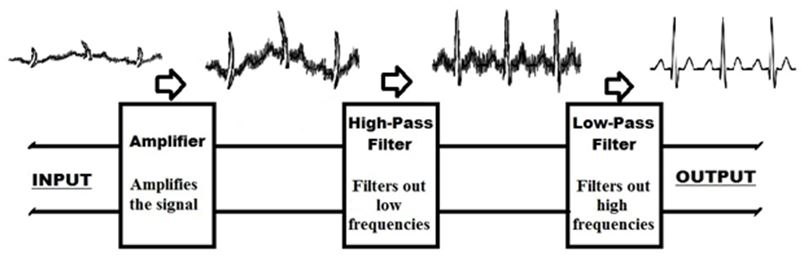 INPUT
Amplifier
Amplifies
the signal
High-Pass
Filter
Filters out
low
frequencies
Low-Pass
Filter
Filters out
high
frequencies
OUTPUT